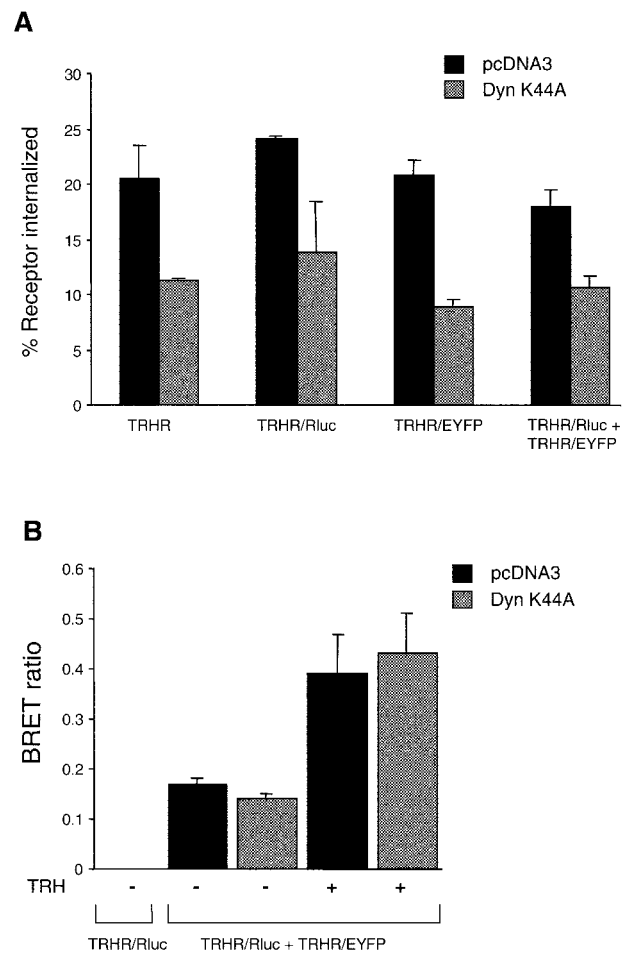 A
pcDNA3
Dyn K44A
% Receptor internalized
30
25
20
15
10
5
0
TRHR
TRHR/Rluc
TRHR/EYFP
TRHR/Rluc +
TRHR/EYFP
B
pcDNA3
Dyn K44A
BRET ratio
0.6
0.5
0.4
0.3
0.2
0.1
0
TRH - - - + +
TRHR/Rluc
TRHR/Rluc + TRHR/EYFP